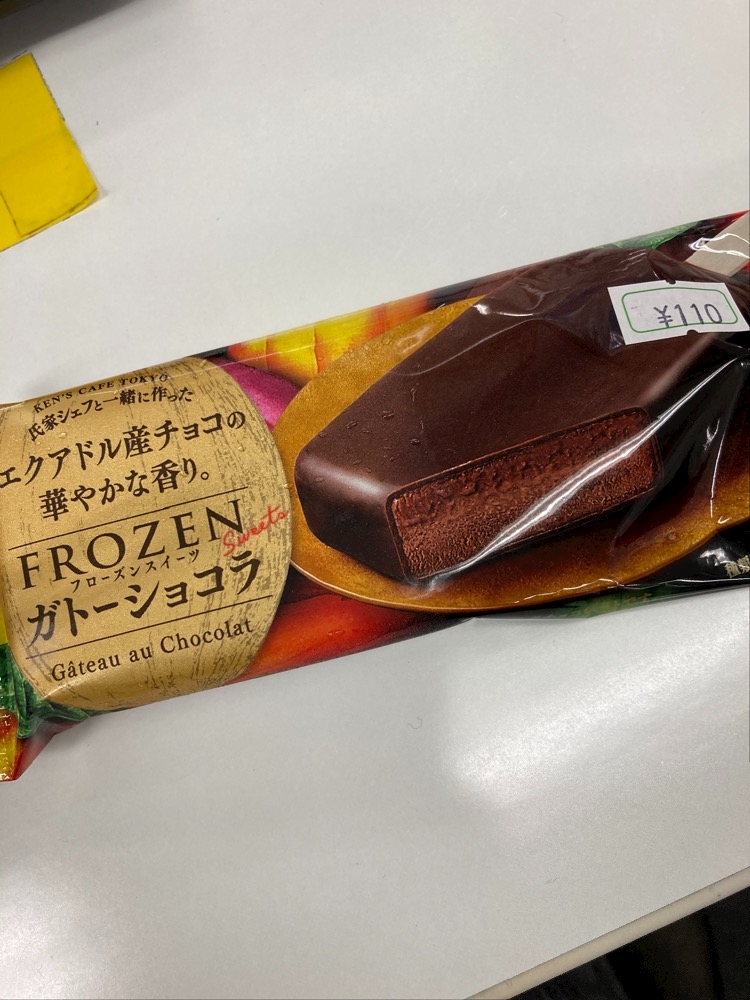 KEN'S CAFE TOKYO
氏家シェフと一緒に作った
エクアドル産チョコの
華やかな香り。
FROZEN
Sweets
フローズンスイーツ
ガトーショコラ
Gâteau au Chocolat
¥110